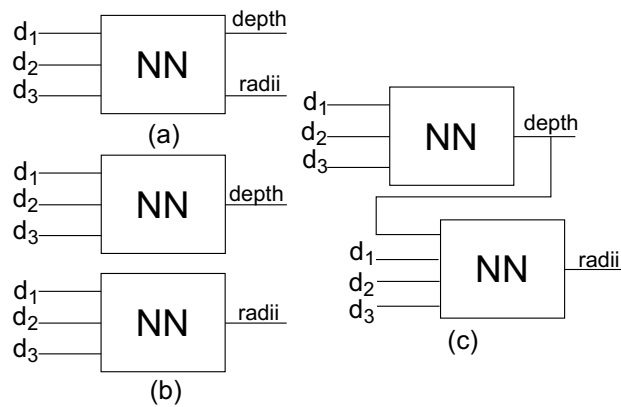 d1
d2
d3
NN
depth
radii
(a)
d1
d2
d3
NN
depth
d1
d2
d3
NN
radii
(b)
d1
d2
d3
NN
depth
d1
d2
d3
NN
radii
(c)